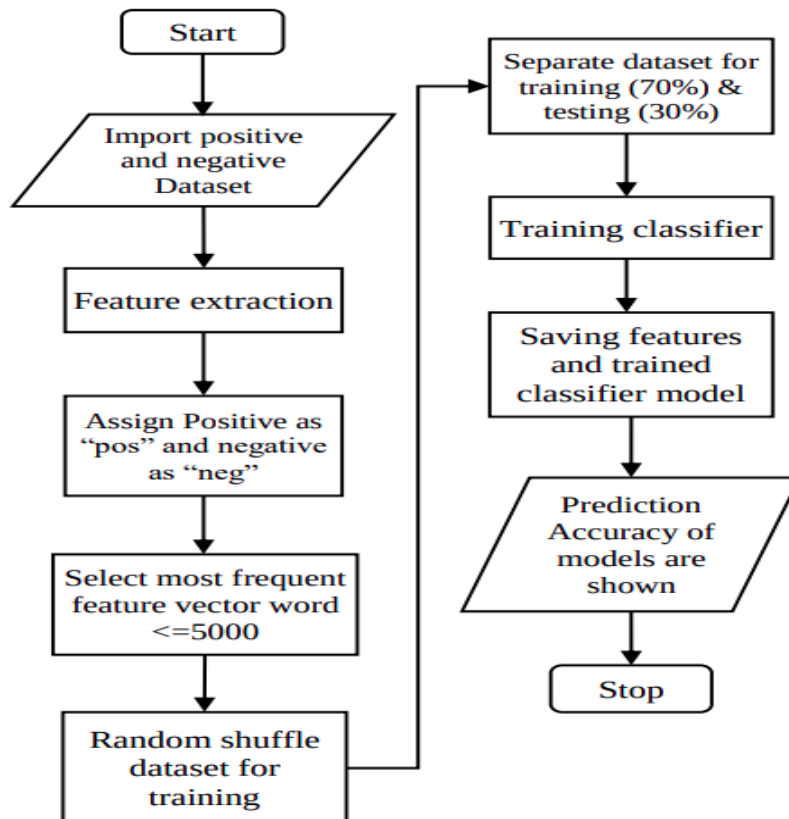 Start
Import positive
and negative
Dataset
Feature extraction
Assign Positive as
“pos” and negative
as “neg”
Select most frequent
feature vector word
<=5000
Random shuffle
dataset for
training
Separate dataset for
training (70%) &
testing (30%)
Training classifier
Saving features
and trained
classifier model
Prediction
Accuracy of
models are
shown
Stop